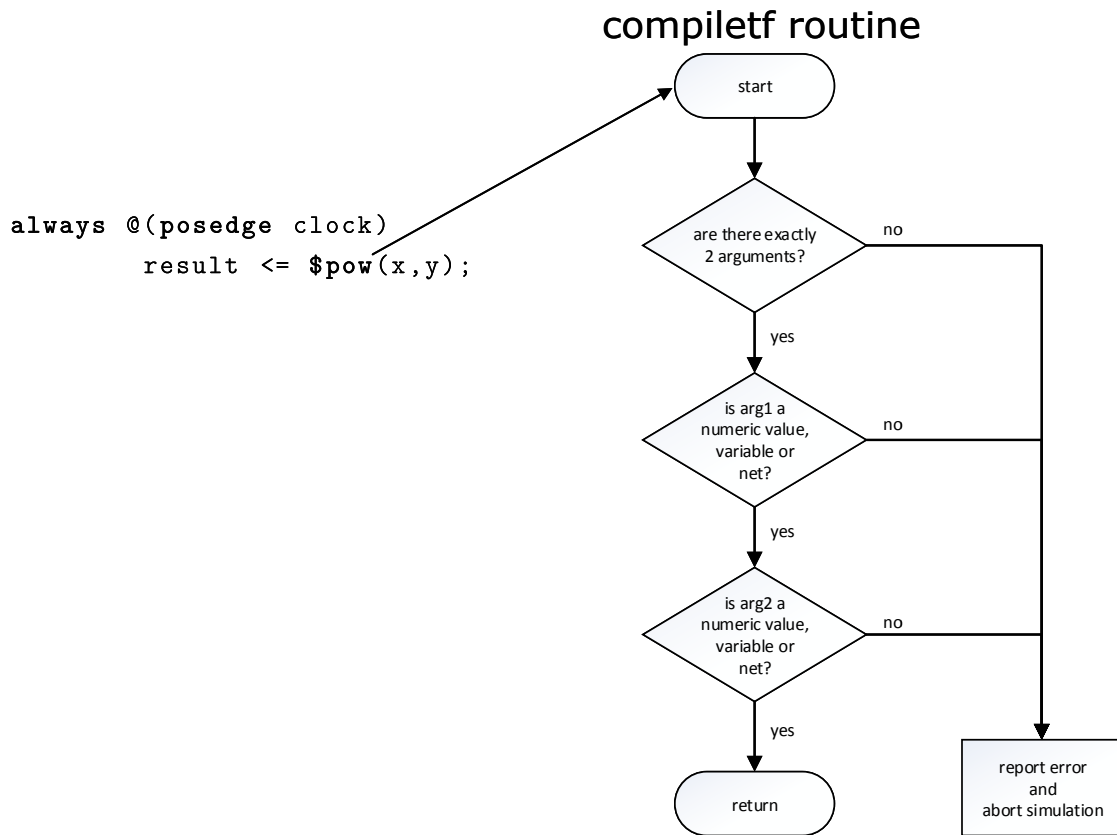 compiletf routine
start
always @(posedge clock)
result <= $pow(x,y);
are there exactly
2 arguments?
no
yes
is arg1 a
numeric value,
variable or
net?
no
yes
is arg2 a
numeric value,
variable or
net?
no
yes
return
report error
and
abort simulation